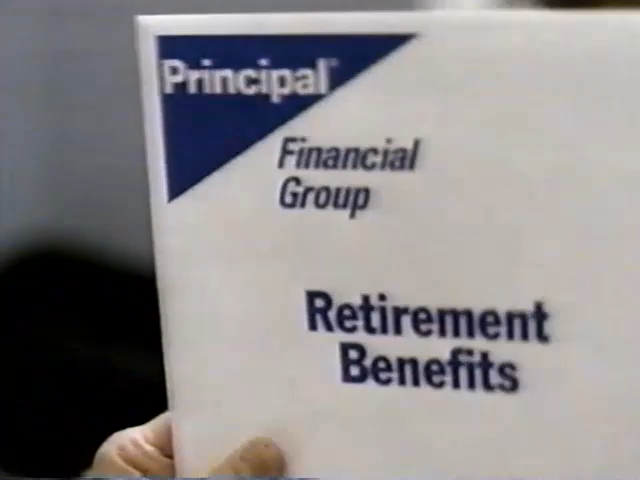 Principal
Financial
Group
Retirement
Benefits